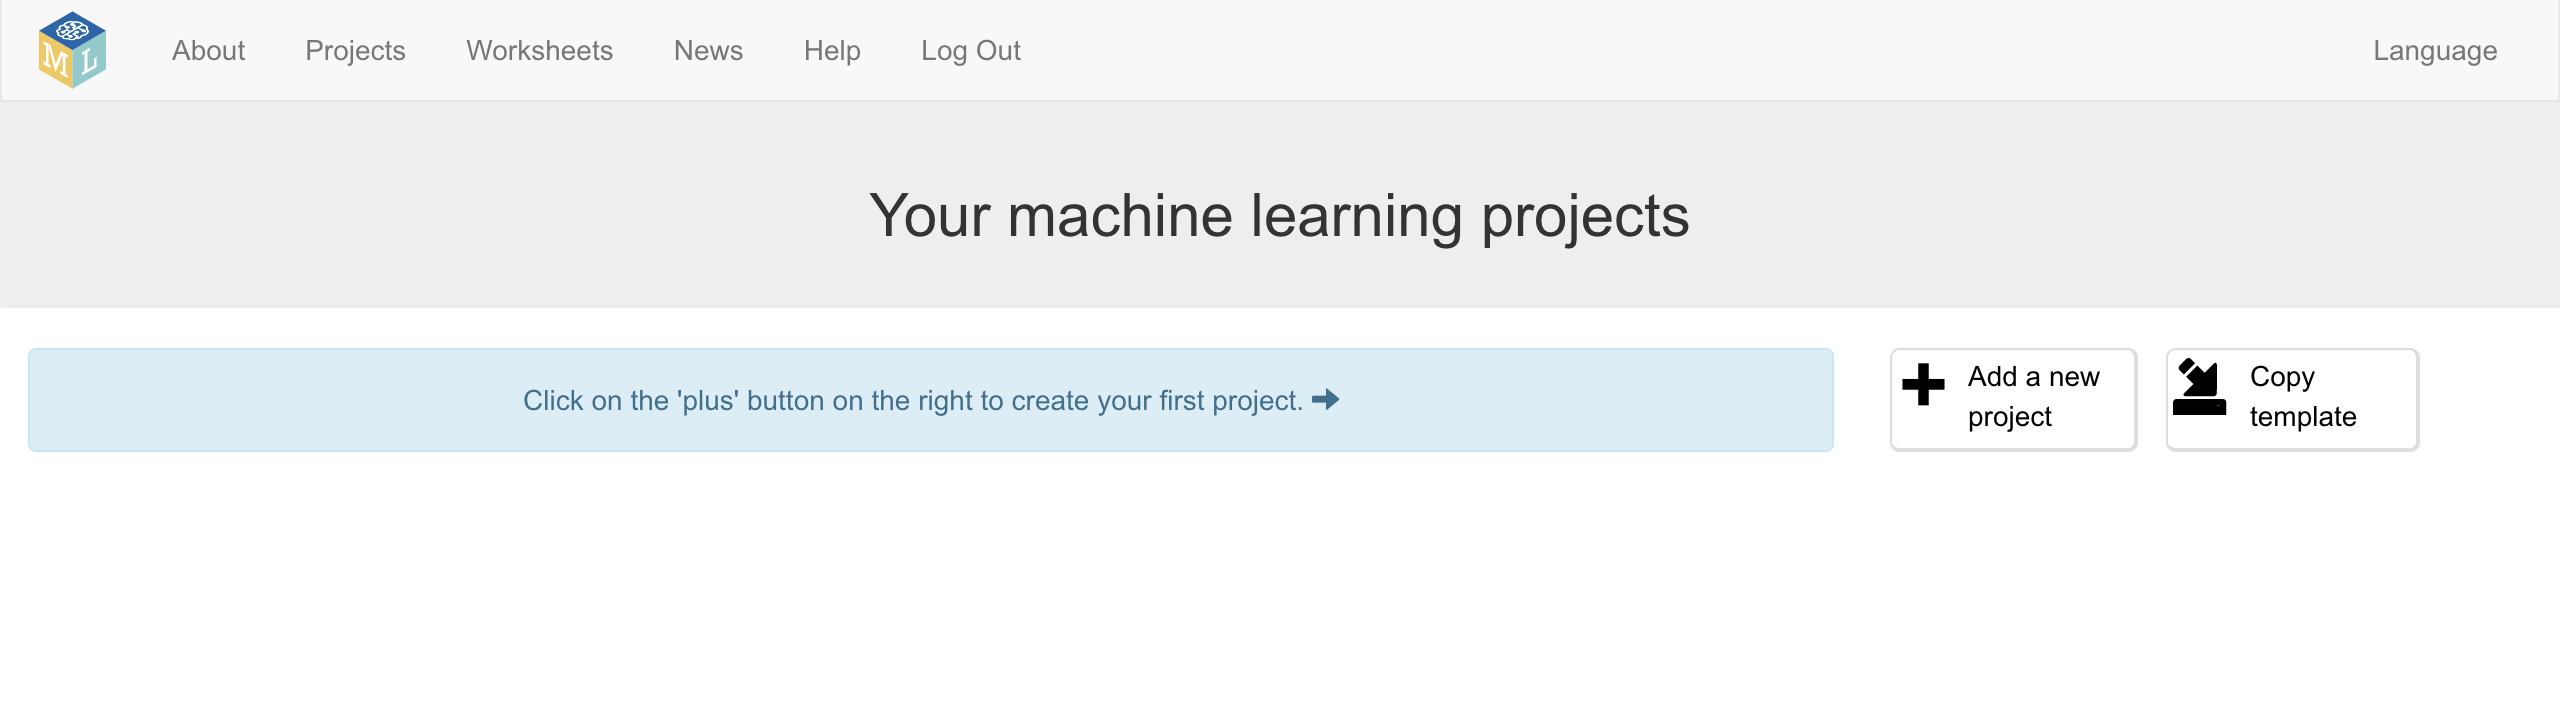 M L
About Projects Worksheets News Help Log Out Language
Your machine learning projects
Click on the 'plus' button on the right to create your first project.
Add a new
project
Copy
template